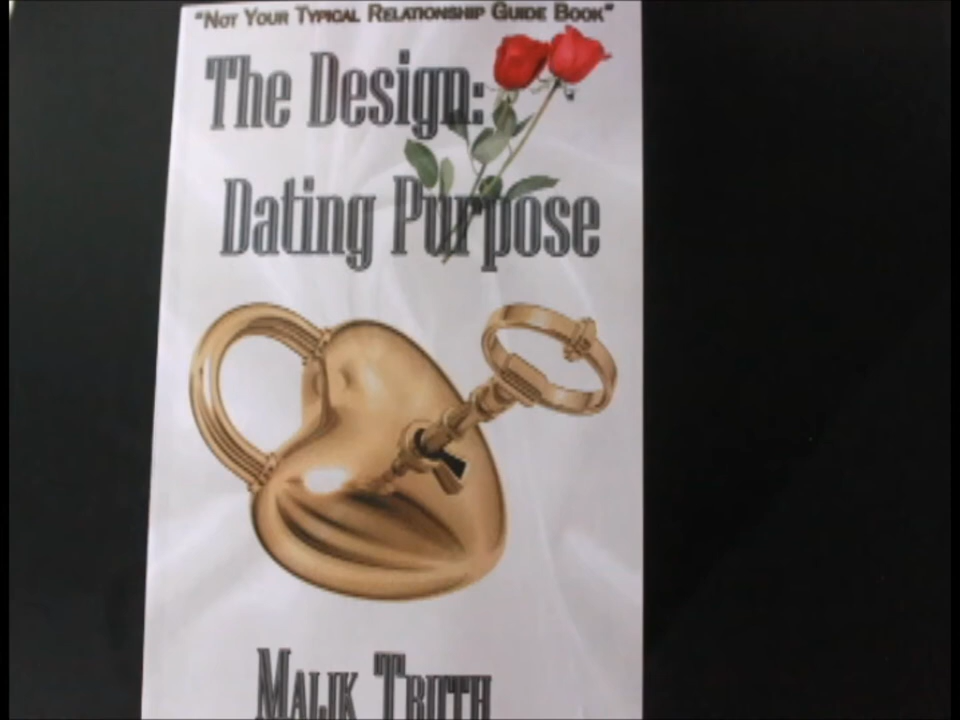 "Not Your Typical Relationship Guide Book"
The Design:
Dating Purpose
Malik Truth